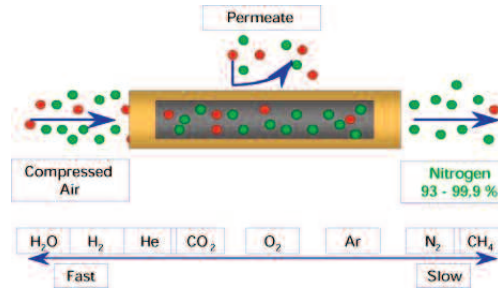 Permeate
Compressed
Air
Nitrogen
93 - 99,9 %
H₂O H₂ He CO₂ O₂ Ar N₂ CH₄
Fast Slow